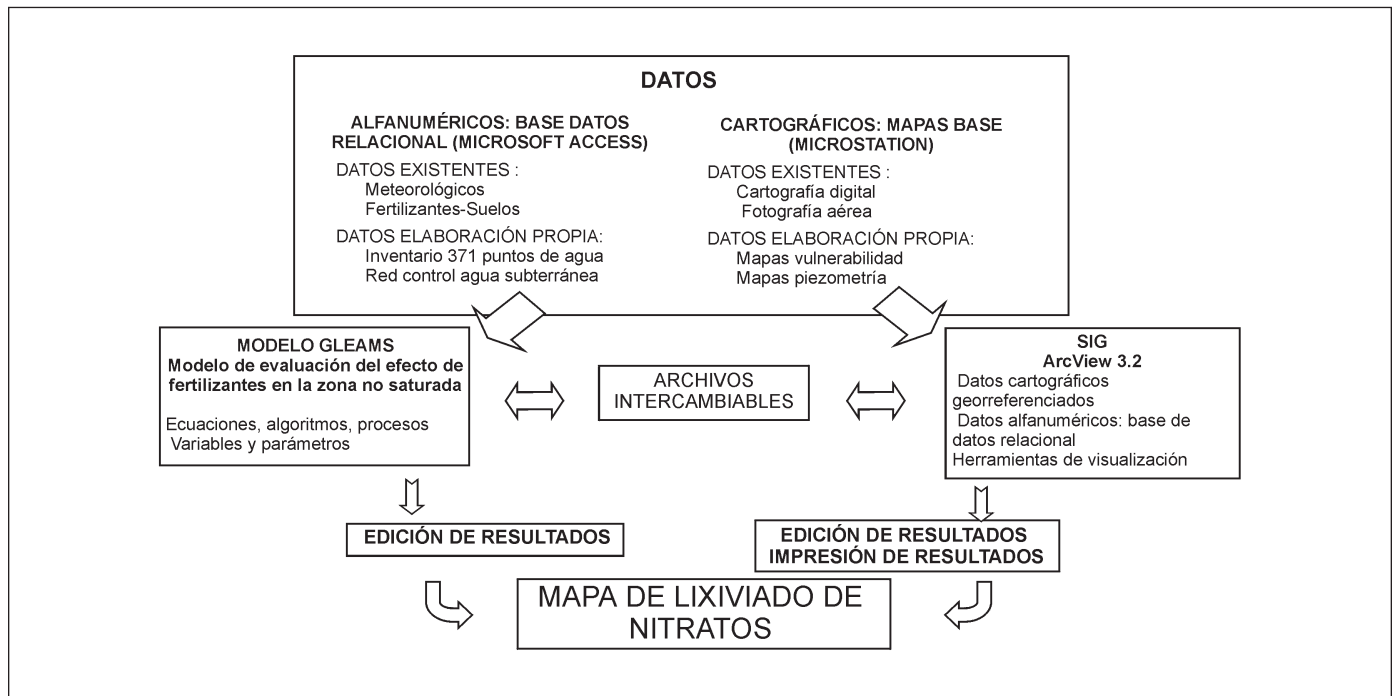 DATOS
ALFANUMÉRICOS: BASE DATOS
RELACIONAL (MICROSOFT ACCESS)
DATOS EXISTENTES :
Meteorológicos
Fertilizantes-Suelos
DATOS ELABORACIÓN PROPIA:
Inventario 371 puntos de agua
Red control agua subterránea
CARTOGRÁFICOS: MAPAS BASE
(MICROSTATION)
DATOS EXISTENTES :
Cartografía digital
Fotografía aérea
DATOS ELABORACIÓN PROPIA:
Mapas vulnerabilidad
Mapas piezometría
MODELO GLEAMS
Modelo de evaluación del efecto de
fertilizantes en la zona no saturada
Ecuaciones, algoritmos, procesos
Variables y parámetros
ARCHIVOS
INTERCAMBIABLES
SIG
ArcView 3.2
Datos cartográficos
georreferenciados
Datos alfanuméricos: base de
datos relacional
Herramientas de visualización
EDICIÓN DE RESULTADOS
EDICIÓN DE RESULTADOS
IMPRESIÓN DE RESULTADOS
MAPA DE LIXIVIADO DE
NITRATOS